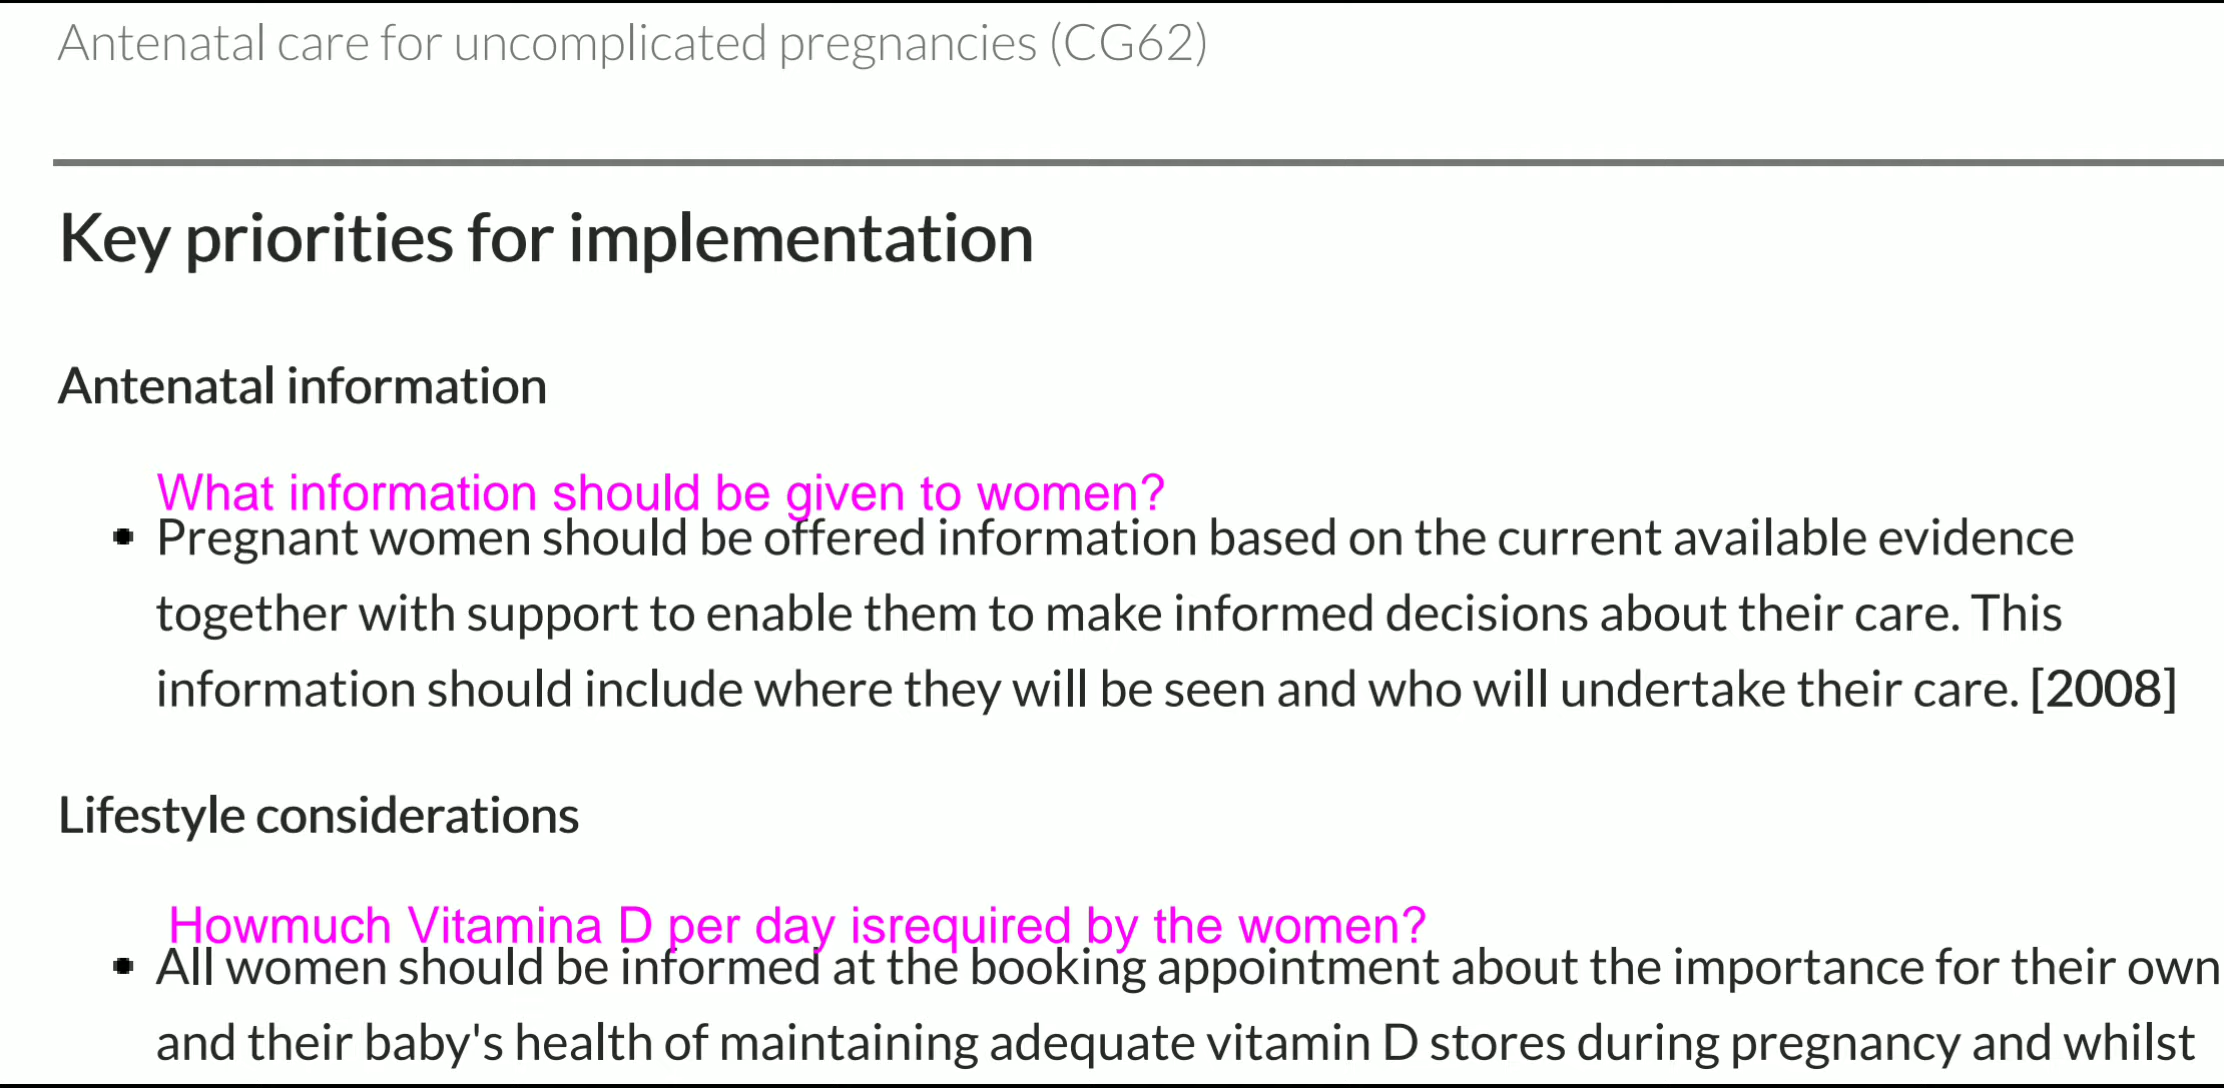 Antenatal care for uncomplicated pregnancies (CG62)
Key priorities for implementation
Antenatal information
What information should be given to women?
▪ Pregnant women should be offered information based on the current available evidence
together with support to enable them to make informed decisions about their care. This
information should include where they will be seen and who will undertake their care. [2008]
Lifestyle considerations
Howmuch Vitamina D per day isrequired by the women?
▪ All women should be informed at the booking appointment about the importance for their own
and their baby's health of maintaining adequate vitamin D stores during pregnancy and whilst